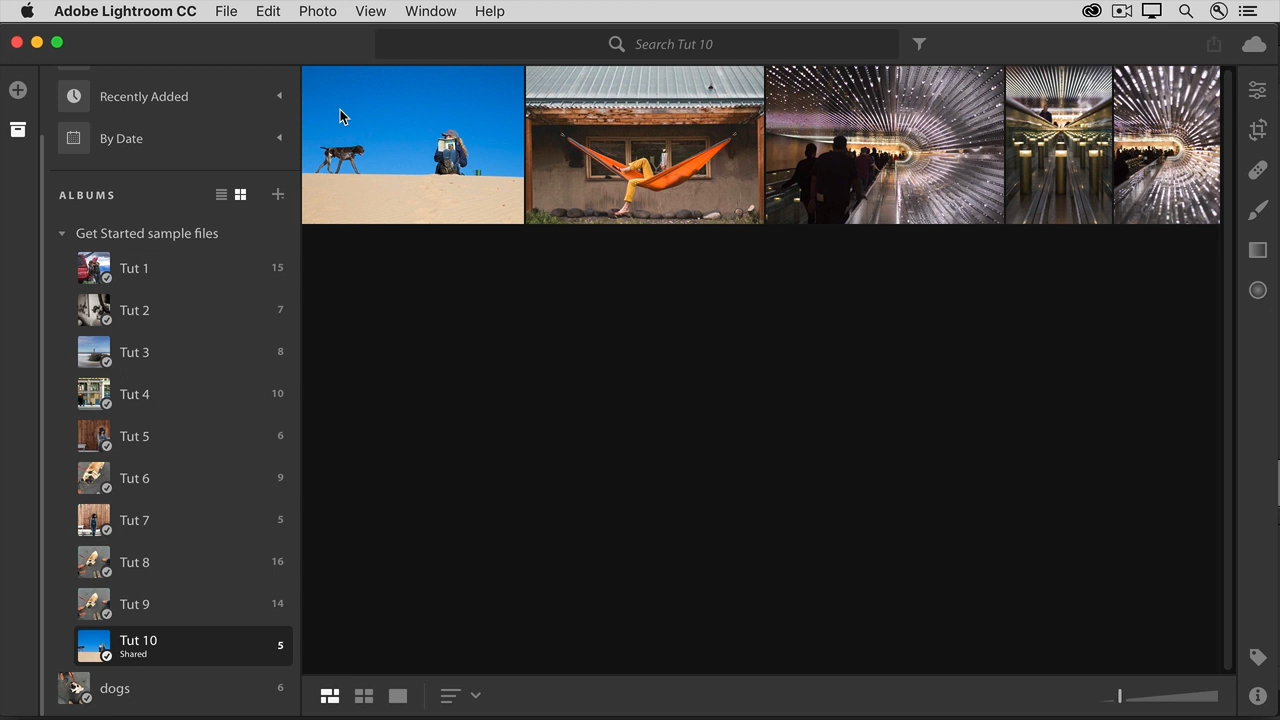 Adobe Lightroom CC File Edit Photo View Window Help
Search Tut 10
Recently Added
By Date
ALBUMS
Get Started sample files
Tut 1 15
Tut 2 7
Tut 3 8
Tut 4 10
Tut 5 6
Tut 6 9
Tut 7 5
Tut 8 16
Tut 9 14
Tut 10 5
Shared
dogs 6